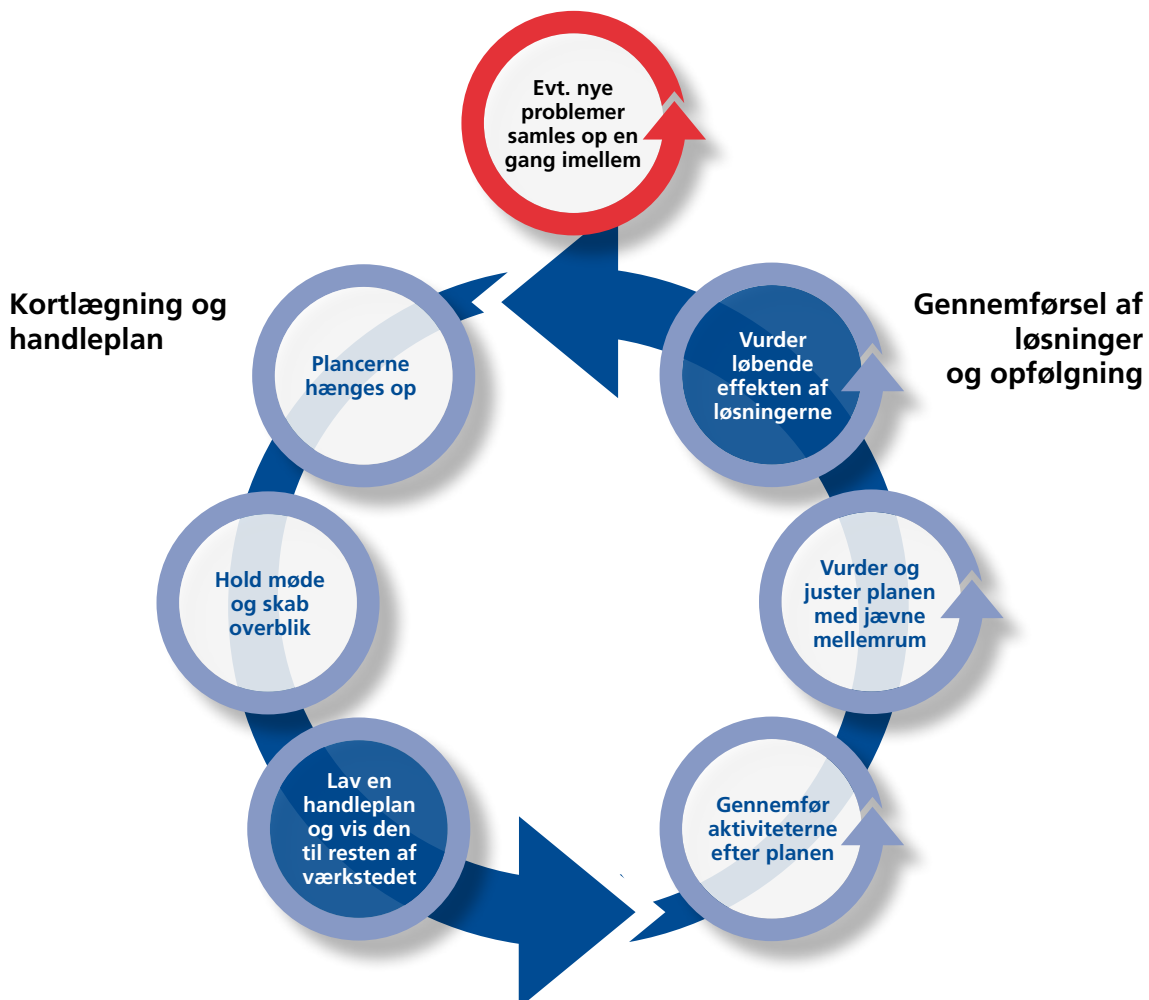 Evt. nye
problemer
samles op en
gang imellem
Kortlægning og
handleplan
Plancerne
hænges op
Hold møde
og skab
overblik
Lav en
handleplan
og vis den
til resten af
værkstedet
Gennemførsel af
løsninger
og opfølgning
Vurder
løbende
effekten af
løsningerne
Vurder og
juster planen
med jævne
mellemrum
Gennemfør
aktiviteterne
efter planen